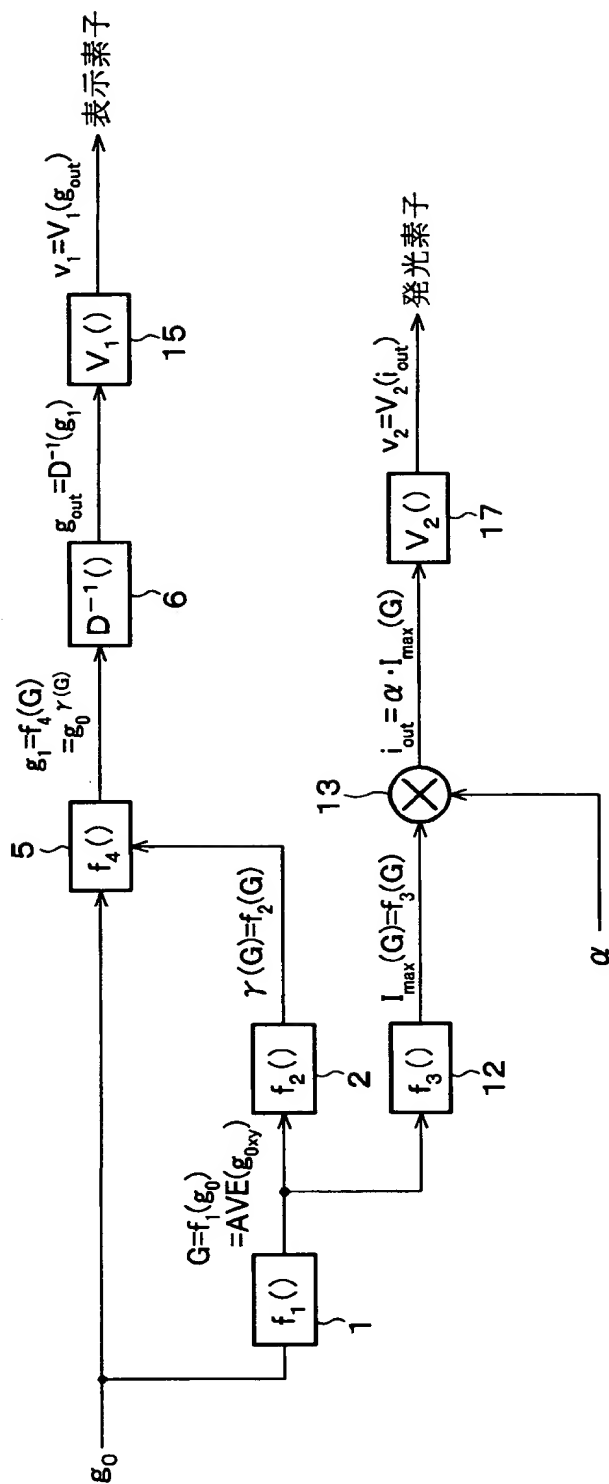 g₀
f₁( )
1
G=f₁(g₀)
=AVE(g₀ₓᵧ)
f₂( )
2
γ(G)=f₂(G)
f₄( )
5
g₁=f₄(G)
=g₀^γ(G)
D⁻¹( )
6
g_out=D⁻¹(g₁)
V₁( )
15
v₁=V₁(g_out)
表示素子
f₃( )
12
I_max(G)=f₃(G)
13
α
i_out=α·I_max(G)
V₂( )
17
v₂=V₂(i_out)
発光素子